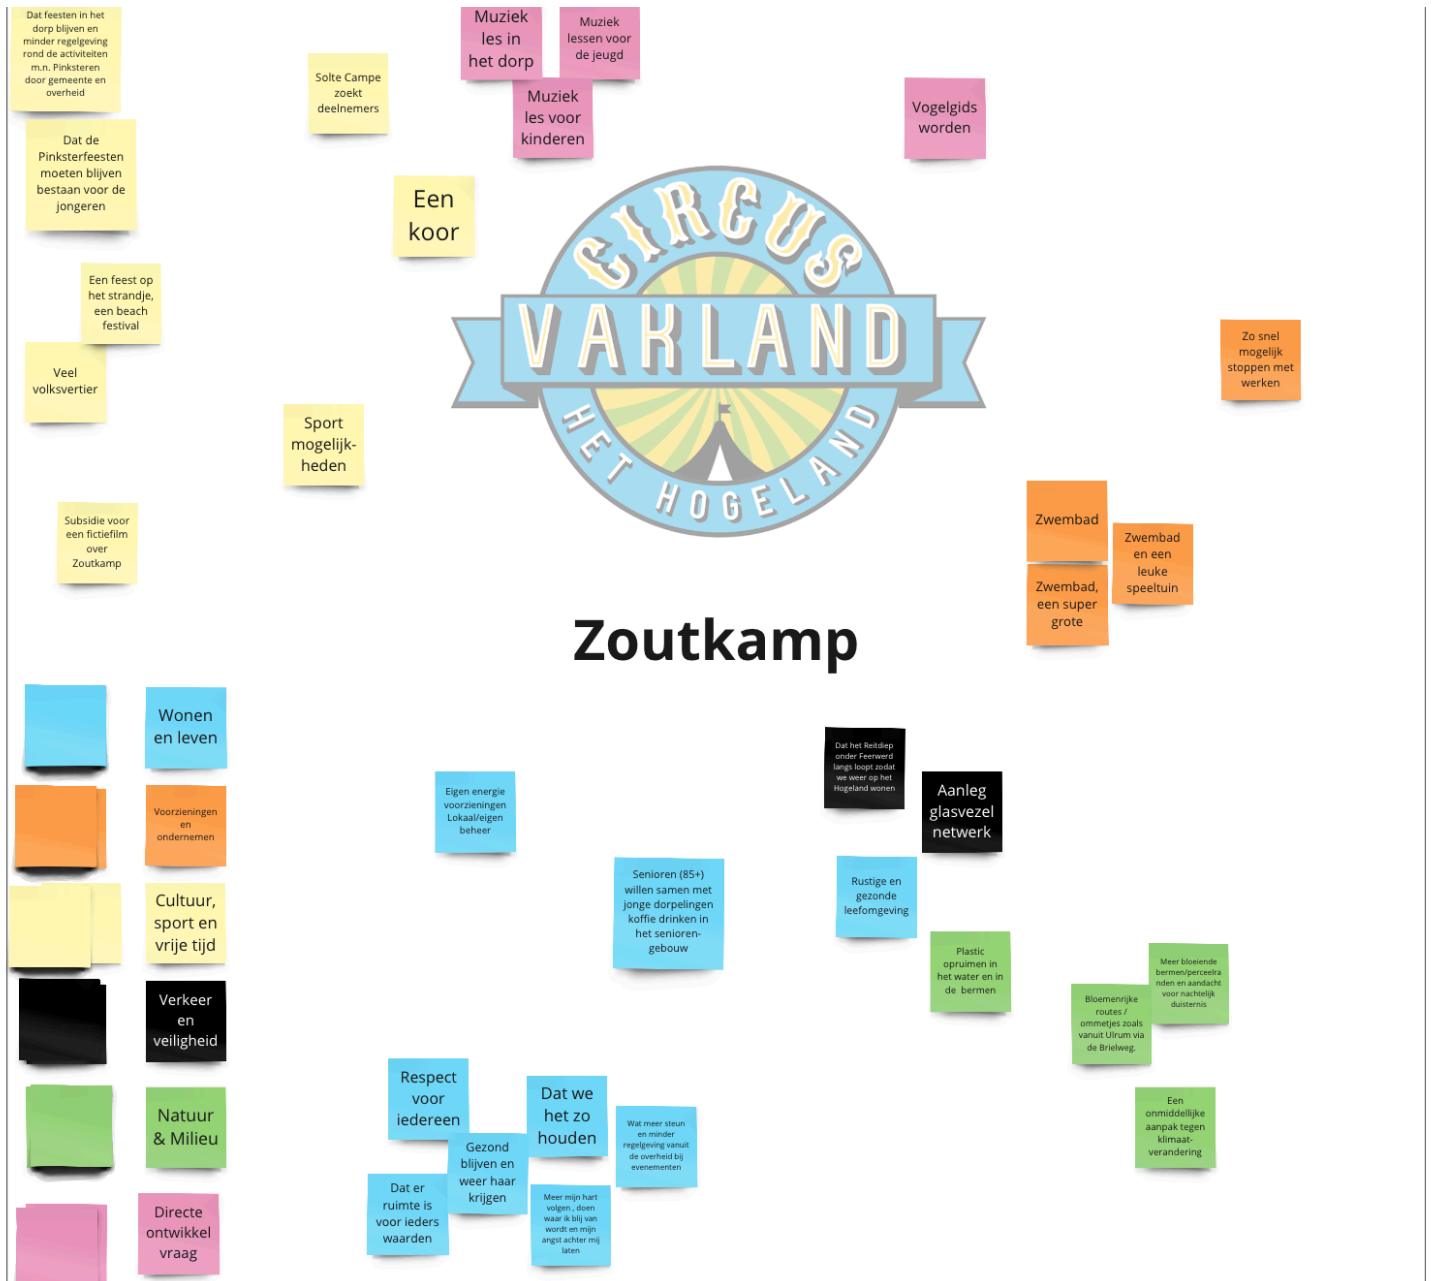 Dat feesten in het
dorp blijven en
minder regelgeving
rond de activiteiten
m.n. Pinksteren
door gemeente en
overheid
Dat de
Pinksterfeesten
moeten blijven
bestaan voor de
jongeren
Een feest op
het strandje,
een beach
festival
Veel
volksvertier
Subsidie voor
een fictiefilm
over
Zoutkamp
Solte Campe
zoekt
deelnemers
Een
koor
Sport
mogelijk-
heden
Muziek
les in
het dorp
Muziek
lessen voor
de jeugd
Muziek
les voor
kinderen
Vogelgids
worden
CIRCUS
VAKLAND
HET HOGELAND
Zo snel
mogelijk
stoppen met
werken
Zwembad
Zwembad
en een
leuke
speeltuin
Zwembad,
een super
grote
Zoutkamp
Wonen
en leven
Voorzieningen
en
ondernemen
Cultuur,
sport en
vrije tijd
Verkeer
en
veiligheid
Natuur
& Milieu
Directe
ontwikkel
vraag
Eigen energie
voorzieningen
Lokaal/eigen
beheer
Senioren (85+)
willen samen met
jonge dorpelingen
koffie drinken in
het senioren-
gebouw
Dat het Reitdiep
onder Feerwerd
langs loopt zodat
we weer op het
Hogeland wonen
Aanleg
glasvezel
netwerk
Rustige en
gezonde
leefomgeving
Plastic
opruimen in
het water en in
de bermen
Meer bloeiende
bermen/perceelra
nden en aandacht
voor nachtelijk
duisternis
Bloemenrijke
routes /
ommetjes zoals
vanuit Ulrum via
de Brielweg.
Een
onmiddellijke
aanpak tegen
klimaat-
verandering
Respect
voor
iedereen
Gezond
blijven en
weer haar
krijgen
Dat er
ruimte is
voor ieders
waarden
Dat we
het zo
houden
Wat meer steun
en minder
regelgeving vanuit
de overheid bij
evenementen
Meer mijn hart
volgen , doen
waar ik blij van
wordt en mijn
angst achter mij
laten